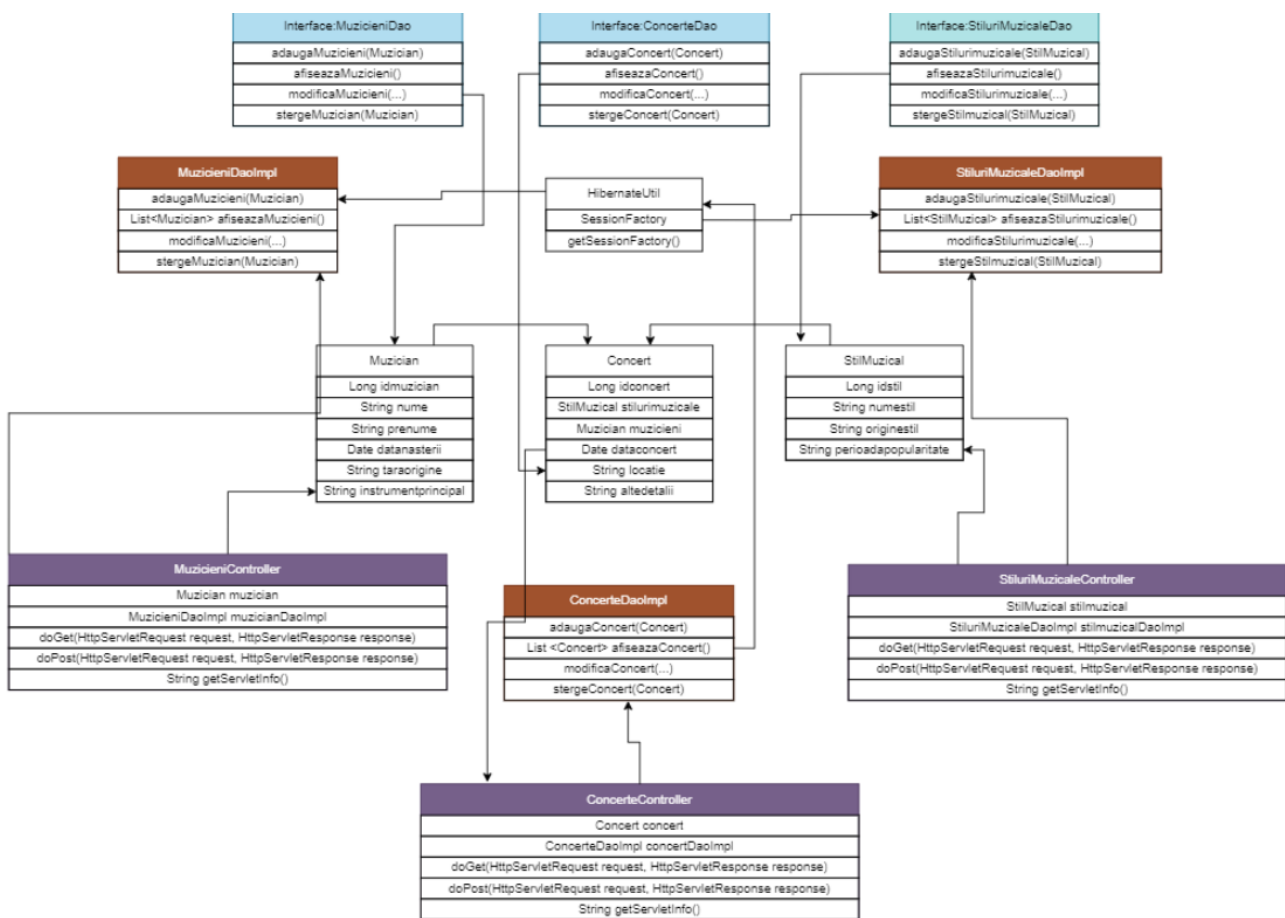 Interface:MuzicieniDao
adaugaMuzicieni(Muzician)
afiseazaMuzicieni()
modificaMuzicieni(...)
stergeMuzician(Muzician)
Interface:ConcerteDao
adaugaConcert(Concert)
afiseazaConcert()
modificaConcert(...)
stergeConcert(Concert)
Interface:StiluriMuzicaleDao
adaugaStilurimuzicale(StilMuzical)
afiseazaStilurimuzicale()
modificaStilurimuzicale(...)
stergeStilmuzical(StilMuzical)
MuzicieniDaoImpl
adaugaMuzicieni(Muzician)
List<Muzician> afiseazaMuzicieni()
modificaMuzicieni(...)
stergeMuzician(Muzician)
HibernateUtil
SessionFactory
getSessionFactory()
StiluriMuzicaleDaoImpl
adaugaStilurimuzicale(StilMuzical)
List<StilMuzical> afiseazaStilurimuzicale()
modificaStilurimuzicale(...)
stergeStilmuzical(StilMuzical)
Muzician
Long idmuzician
String nume
String prenume
Date datanasterii
String taraorigine
String instrumentprincipal
Concert
Long idconcert
StilMuzical stilurimuzicale
Muzician muzicieni
Date dataconcert
String locatie
String altedetalii
StilMuzical
Long idstil
String numestil
String originestil
String perioadapopularitate
MuzicieniController
Muzician muzician
MuzicieniDaoImpl muzicianDaoImpl
doGet(HttpServletRequest request, HttpServletResponse response)
doPost(HttpServletRequest request, HttpServletResponse response)
String getServletInfo()
ConcerteDaoImpl
adaugaConcert(Concert)
List <Concert> afiseazaConcert()
modificaConcert(...)
stergeConcert(Concert)
StiluriMuzicaleController
StilMuzical stilmuzical
StiluriMuzicaleDaoImpl stilmuzicalDaoImpl
doGet(HttpServletRequest request, HttpServletResponse response)
doPost(HttpServletRequest request, HttpServletResponse response)
String getServletInfo()
ConcerteController
Concert concert
ConcerteDaoImpl concertDaoImpl
doGet(HttpServletRequest request, HttpServletResponse response)
doPost(HttpServletRequest request, HttpServletResponse response)
String getServletInfo()